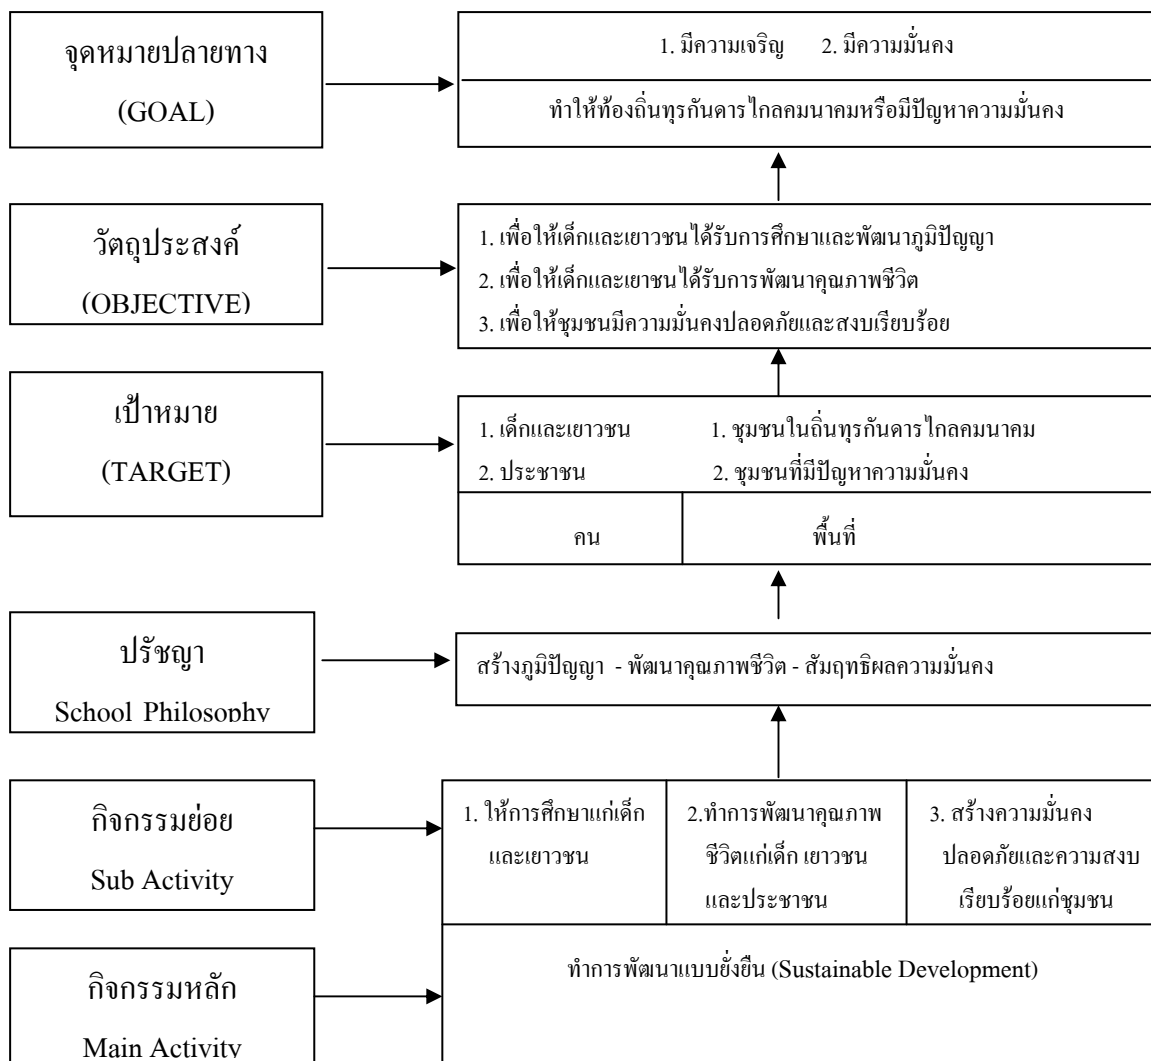 จุดหมายปลายทาง
(GOAL)
1. มีความเจริญ 2. มีความมั่นคง
ทำให้ท้องถิ่นทุรกันดารไกลคมนาคมหรือมีปัญหาความมั่นคง
วัตถุประสงค์
(OBJECTIVE)
1. เพื่อให้เด็กและเยาวชนได้รับการศึกษาและพัฒนาภูมิปัญญา
2. เพื่อให้เด็กและเยาชนได้รับการพัฒนาคุณภาพชีวิต
3. เพื่อให้ชุมชนมีความมั่นคงปลอดภัยและสงบเรียบร้อย
เป้าหมาย
(TARGET)
1. เด็กและเยาวชน 1. ชุมชนในถิ่นทุรกันดารไกลคมนาคม
2. ประชาชน 2. ชุมชนที่มีปัญหาความมั่นคง
คน พื้นที่
ปรัชญา
School Philosophy
สร้างภูมิปัญญา - พัฒนาคุณภาพชีวิต - สัมฤทธิผลความมั่นคง
กิจกรรมย่อย
Sub Activity
1. ให้การศึกษาแก่เด็ก
และเยาวชน
2.ทำการพัฒนาคุณภาพ
ชีวิตแก่เด็ก เยาวชน
และประชาชน
3. สร้างความมั่นคง
ปลอดภัยและความสงบ
เรียบร้อยแก่ชุมชน
กิจกรรมหลัก
Main Activity
ทำการพัฒนาแบบยั่งยืน (Sustainable Development)